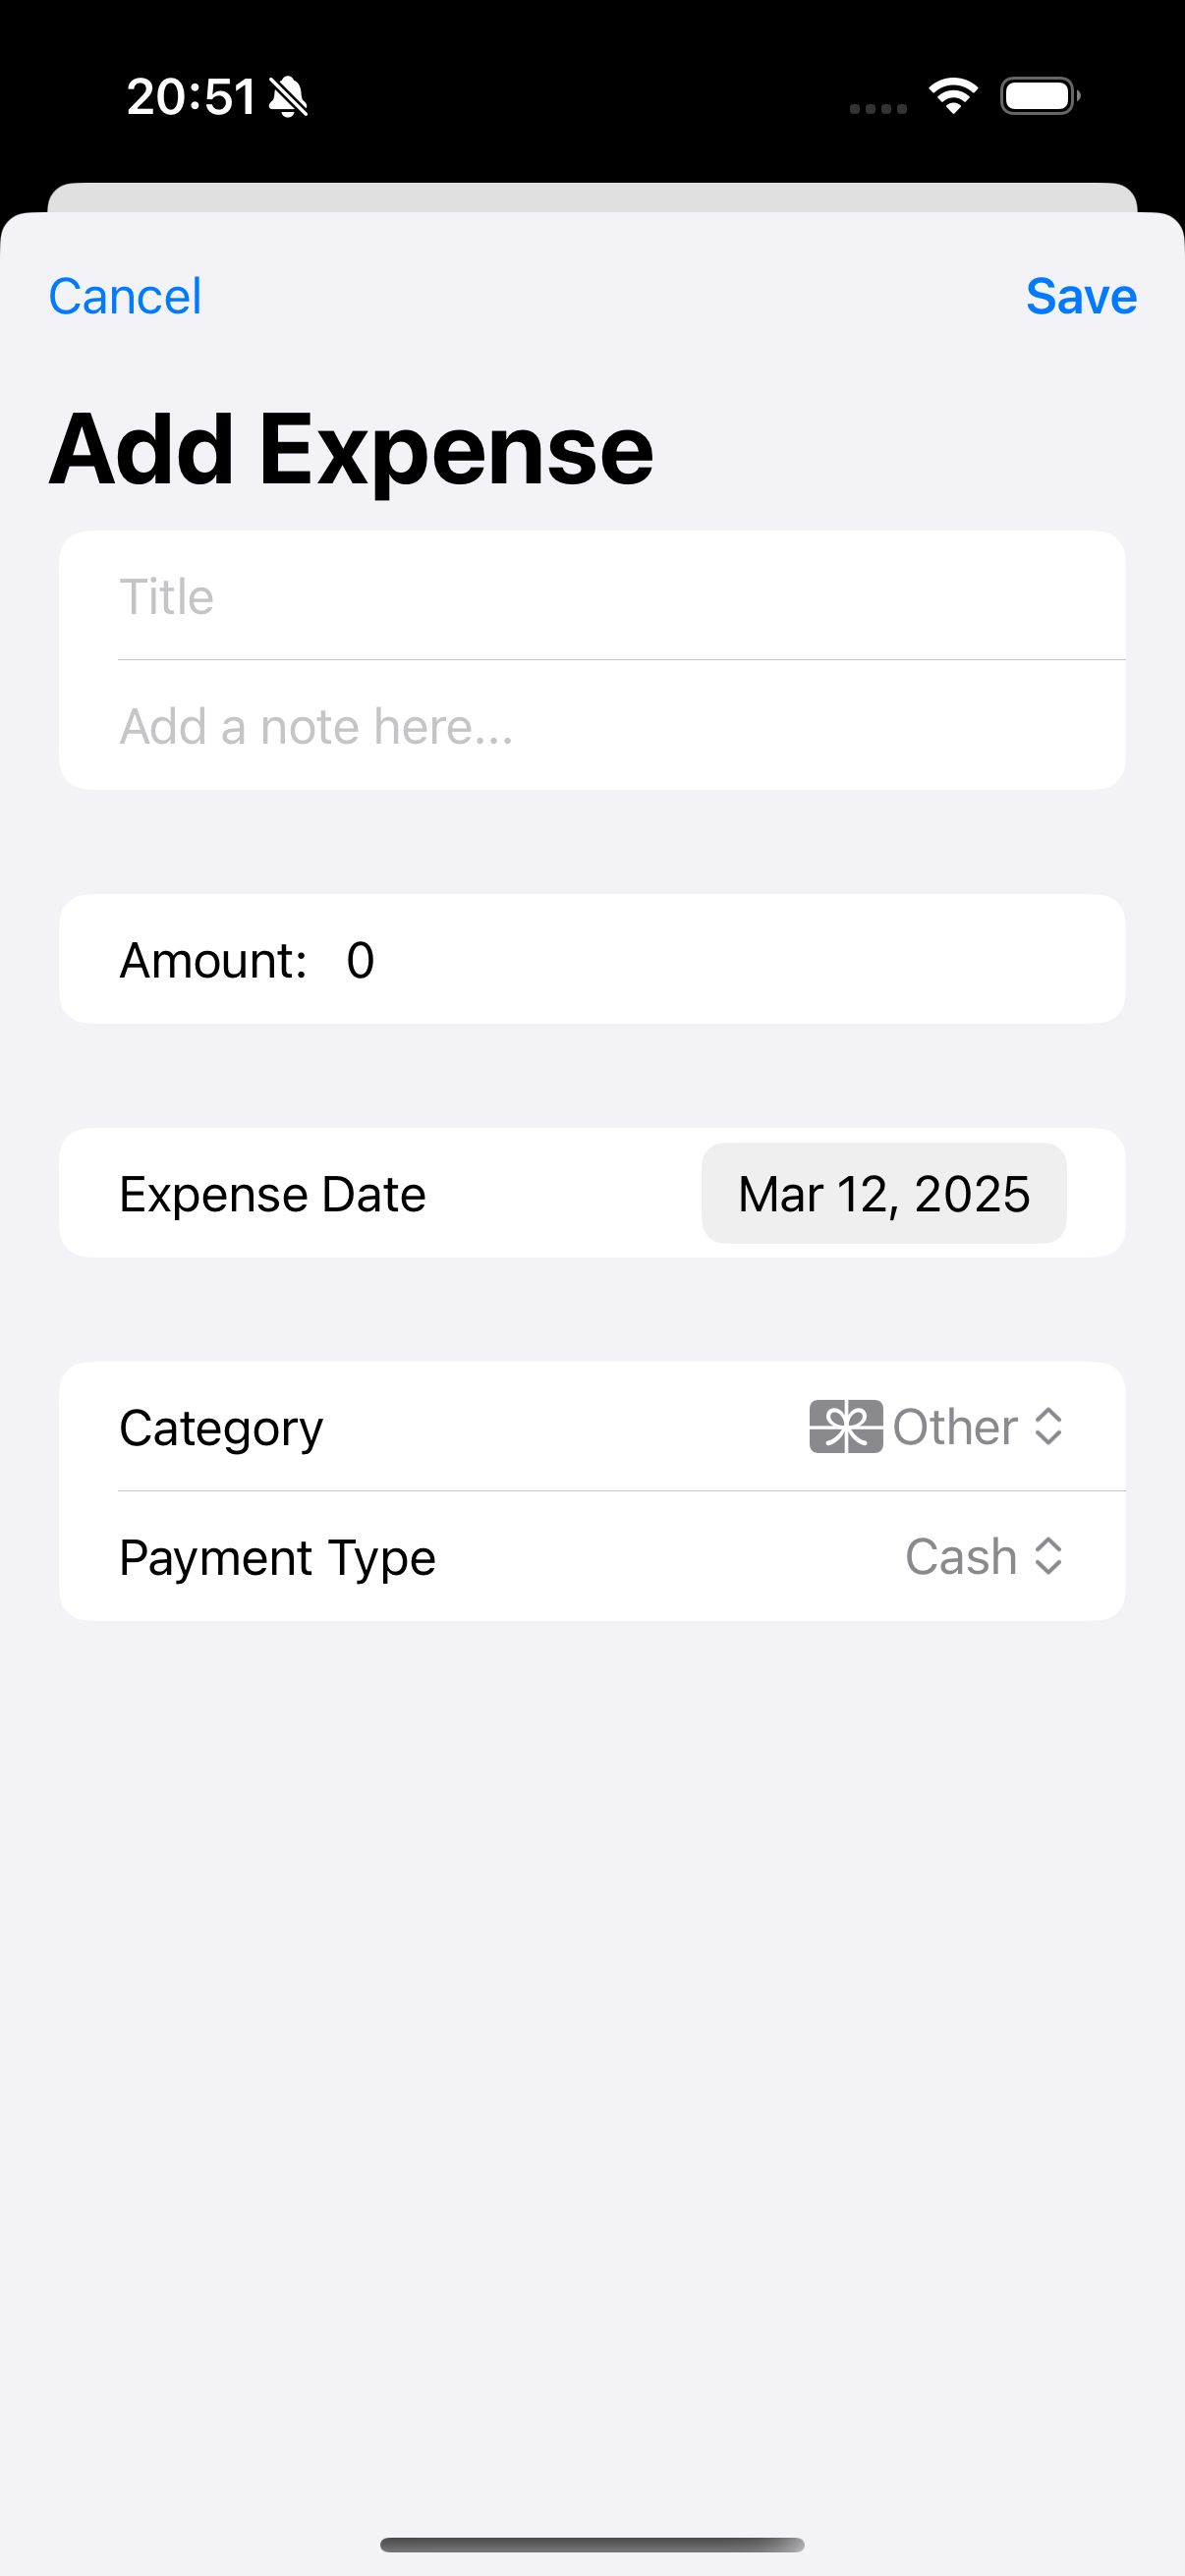 20:51
Cancel Save
Add Expense
Title
Add a note here...
Amount: 0
Expense Date Mar 12, 2025
Category Other
Payment Type Cash